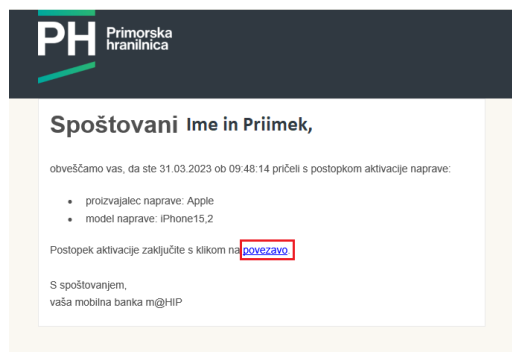 PH Primorska
hranilnica
Spoštovani Ime in Priimek,
obveščamo vas, da ste 31.03.2023 ob 09:48:14 pričeli s postopkom aktivacije naprave:
• proizvajalec naprave: Apple
• model naprave: iPhone15,2
Postopek aktivacije zaključite s klikom na povezavo
S spoštovanjem,
vaša mobilna banka m@HIP